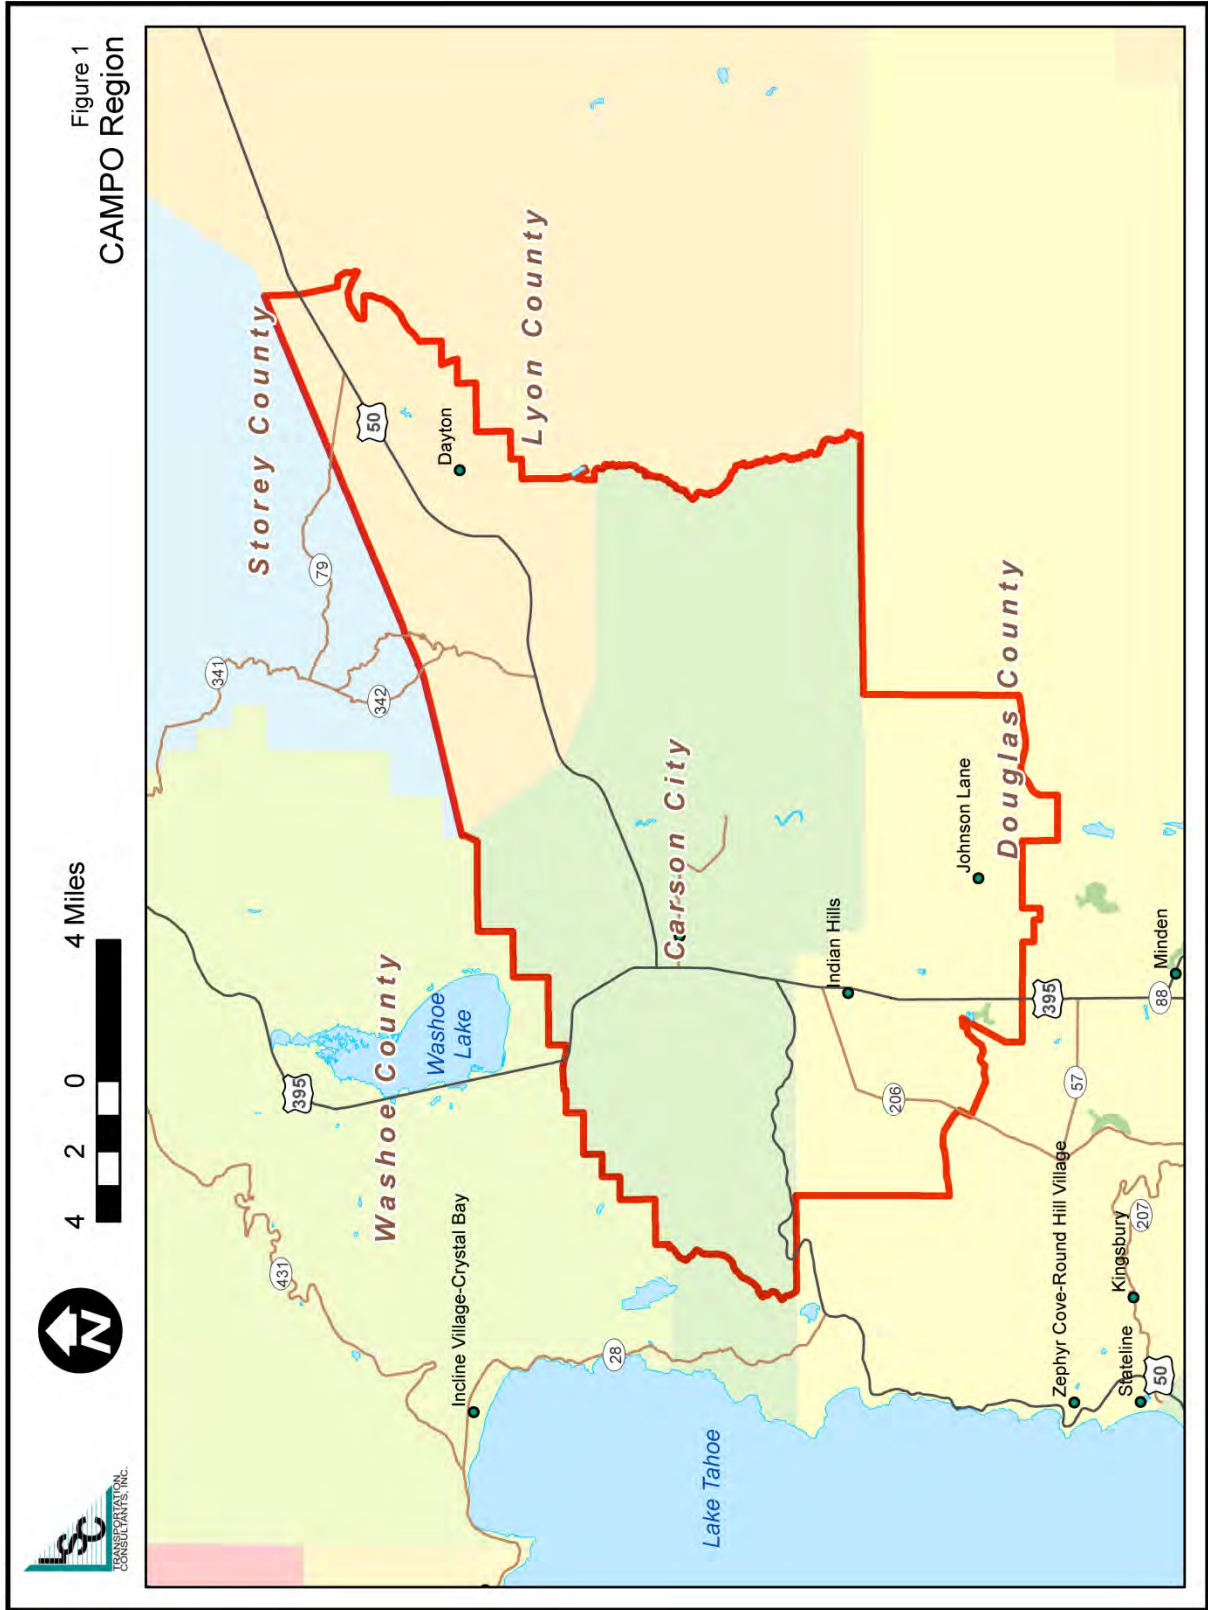 LSC
TRANSPORTATION
CONSULTANTS, INC.
4 2 0 4 Miles
Figure 1
CAMPO Region
N
341
431
Storey County
395
79
342
Washoe County
50
Washoe
Lake
Dayton
Incline Village-Crystal Bay
Lyon County
28
Carson City
Lake Tahoe
Indian Hills
206
Johnson Lane
Douglas County
395
57
Zephyr Cove-Round Hill Village
Kingsbury
207
Stateline
50
88
Minden